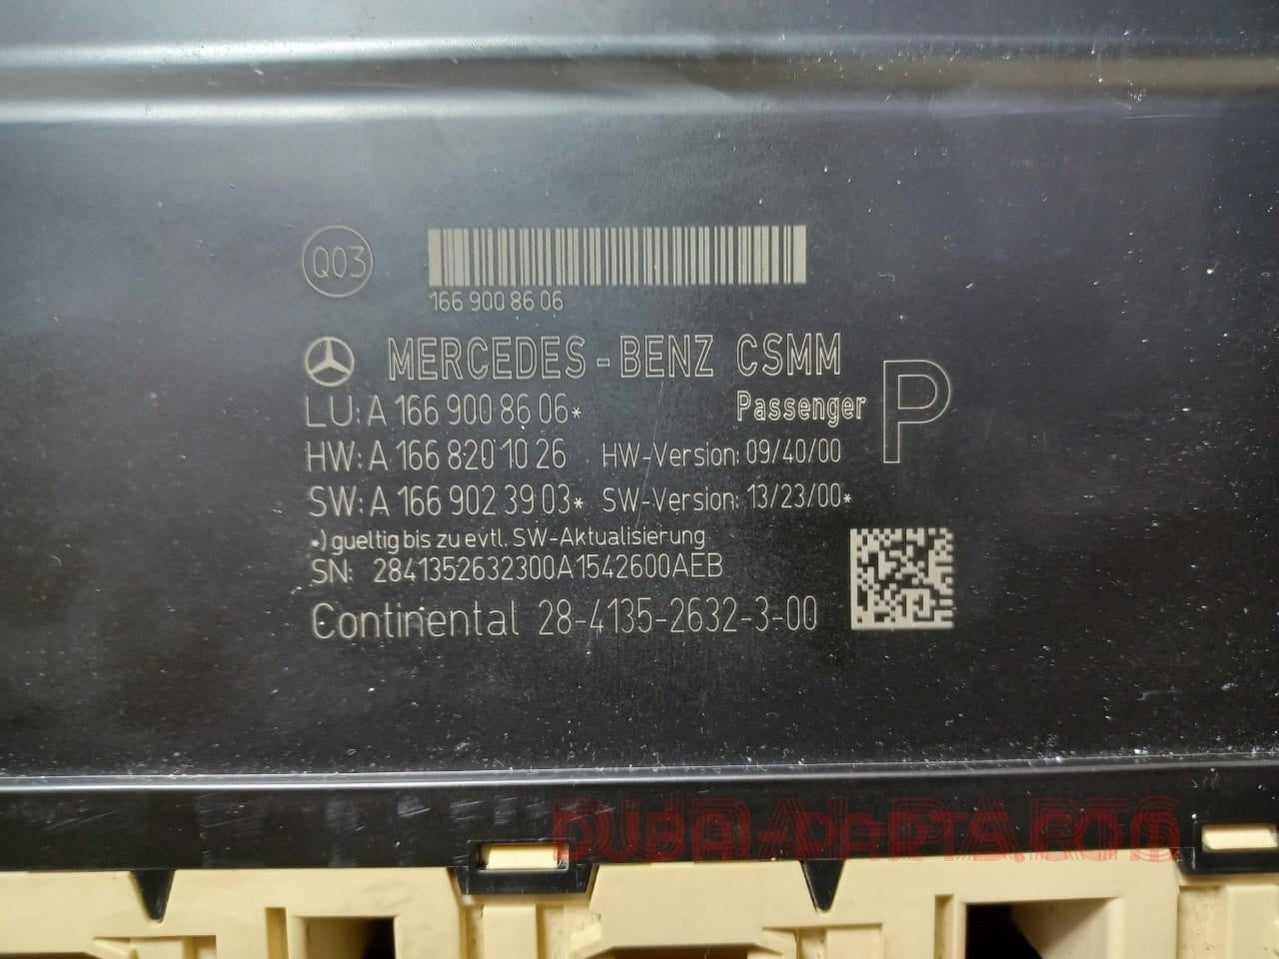 Q03
166 900 86 06
MERCEDES-BENZ CSMM
LU: A 166 900 86 06* Passenger P
HW: A 166 820 10 26 HW-Version: 09/40/00
SW: A 166 902 39 03* SW-Version: 13/23/00*
*) gueltig bis zu evtl. SW-Aktualisierung
SN: 2841352632300A1542600AEB
Continental 28-4135-2632-3-00
DUBAI-PARTS.COM